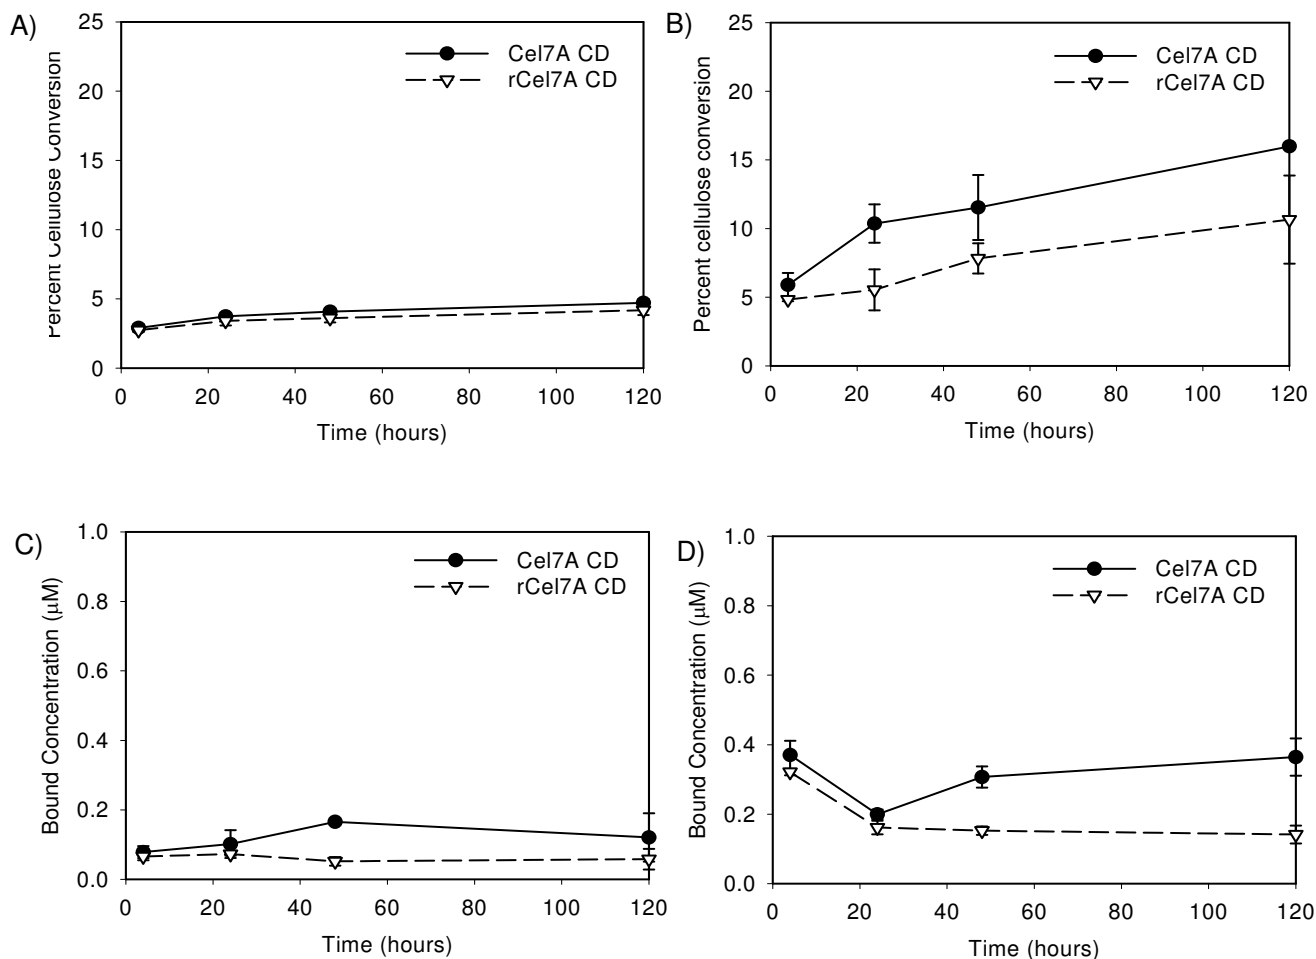 A)
25
20
15
10
5
0
Percent Cellulose Conversion
Cel7A CD
rCel7A CD
0 20 40 60 80 100 120
Time (hours)
B)
25
20
15
10
5
0
Percent cellulose conversion
Cel7A CD
rCel7A CD
0 20 40 60 80 100 120
Time (hours)
C)
1.0
0.8
0.6
0.4
0.2
0.0
Bound Concentration (μM)
Cel7A CD
rCel7A CD
0 20 40 60 80 100 120
Time (hours)
D)
1.0
0.8
0.6
0.4
0.2
0.0
Bound Concentration (μM)
Cel7A CD
rCel7A CD
0 20 40 60 80 100 120
Time (hours)